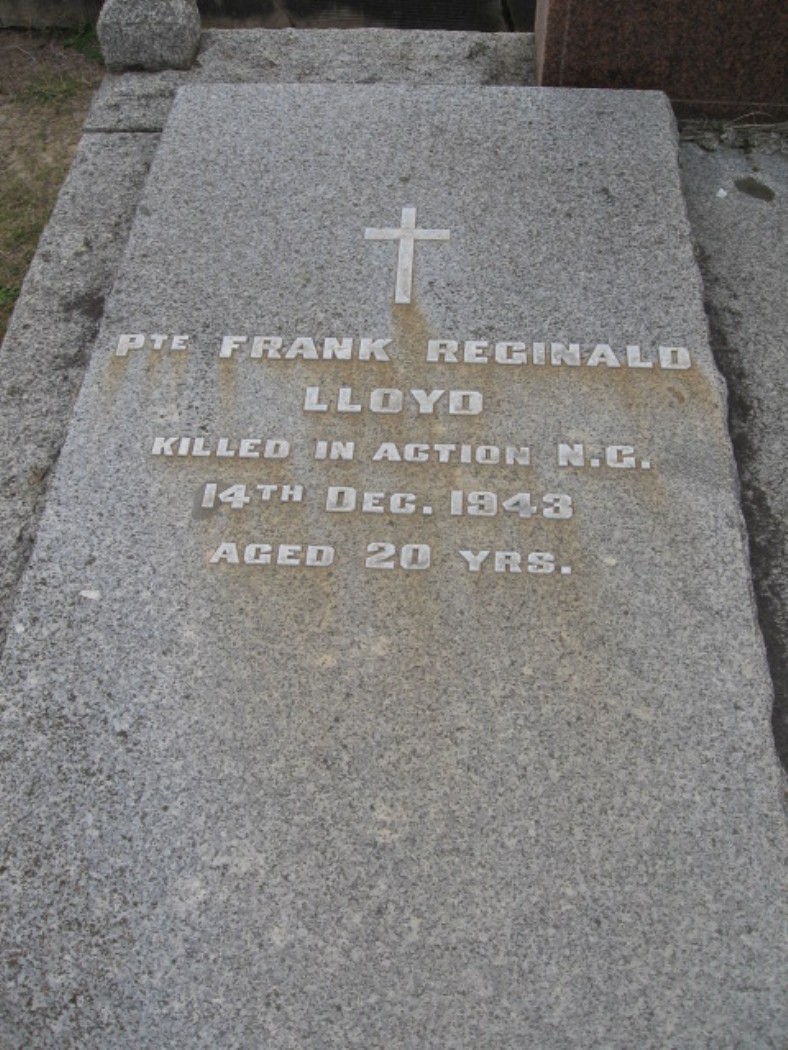 PTE FRANK REGINALD
LLOYD
KILLED IN ACTION N.G.
14TH DEC. 1943
AGED 20 YRS.